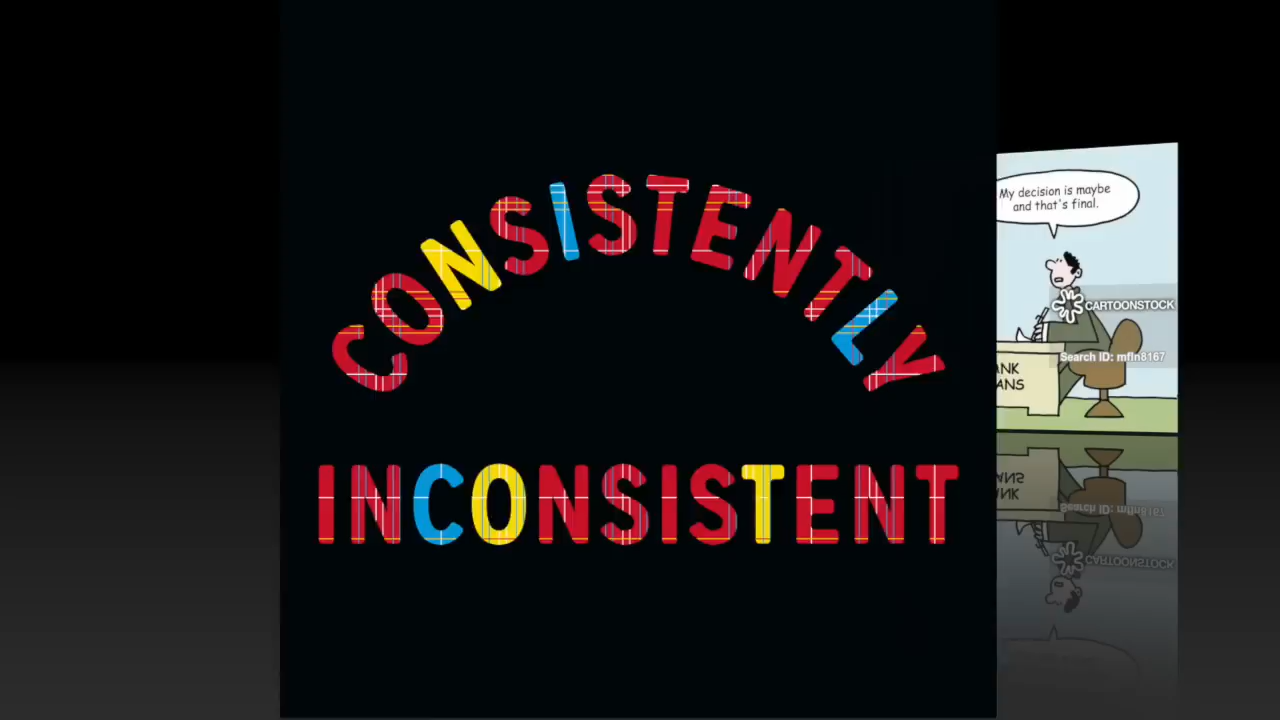 CONSISTENTLY
INCONSISTENT
My decision is maybe
and that's final.
CARTOONSTOCK
Search ID: mfln8167
ANK
ANS